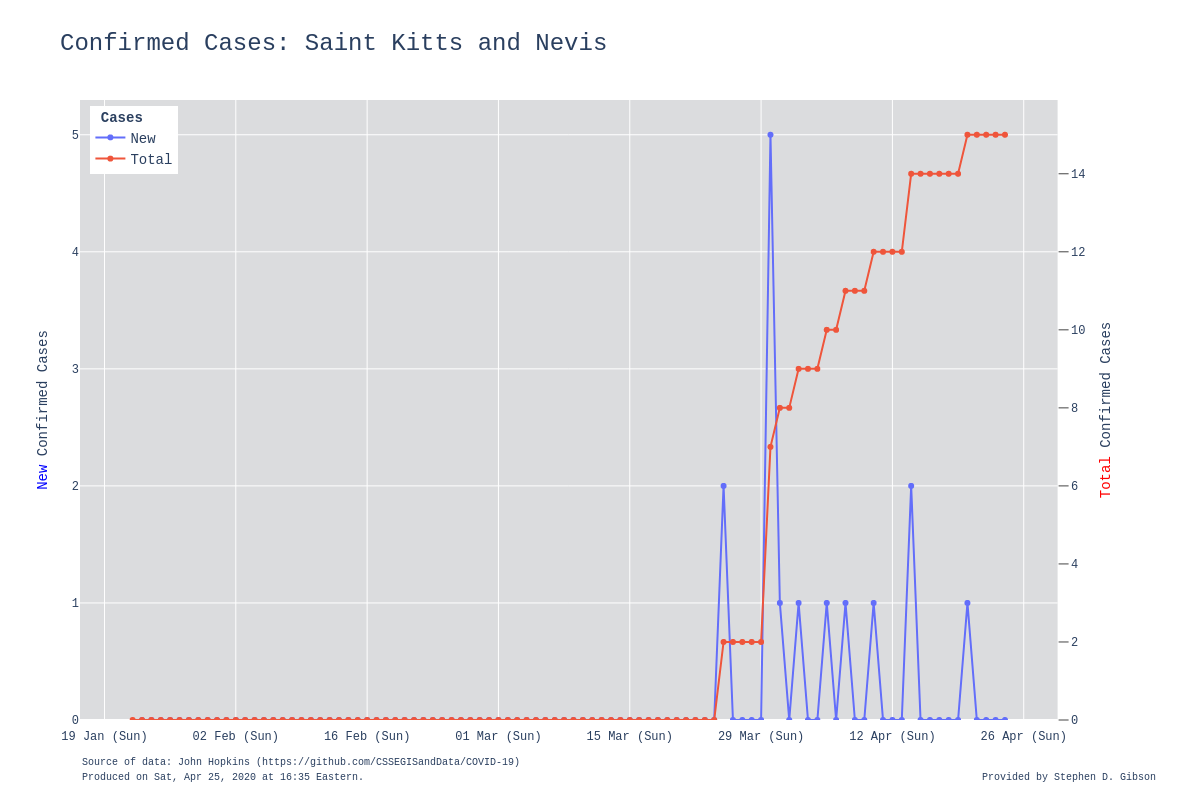 Confirmed Cases: Saint Kitts and Nevis
Cases
New
Total
5
4
3
2
1
0
New Confirmed Cases
14
12
10
8
6
4
2
0
Total Confirmed Cases
19 Jan (Sun)
02 Feb (Sun)
16 Feb (Sun)
01 Mar (Sun)
15 Mar (Sun)
29 Mar (Sun)
12 Apr (Sun)
26 Apr (Sun)
Source of data: John Hopkins (https://github.com/CSSEGISandData/COVID-19)
Produced on Sat, Apr 25, 2020 at 16:35 Eastern.
Provided by Stephen D. Gibson